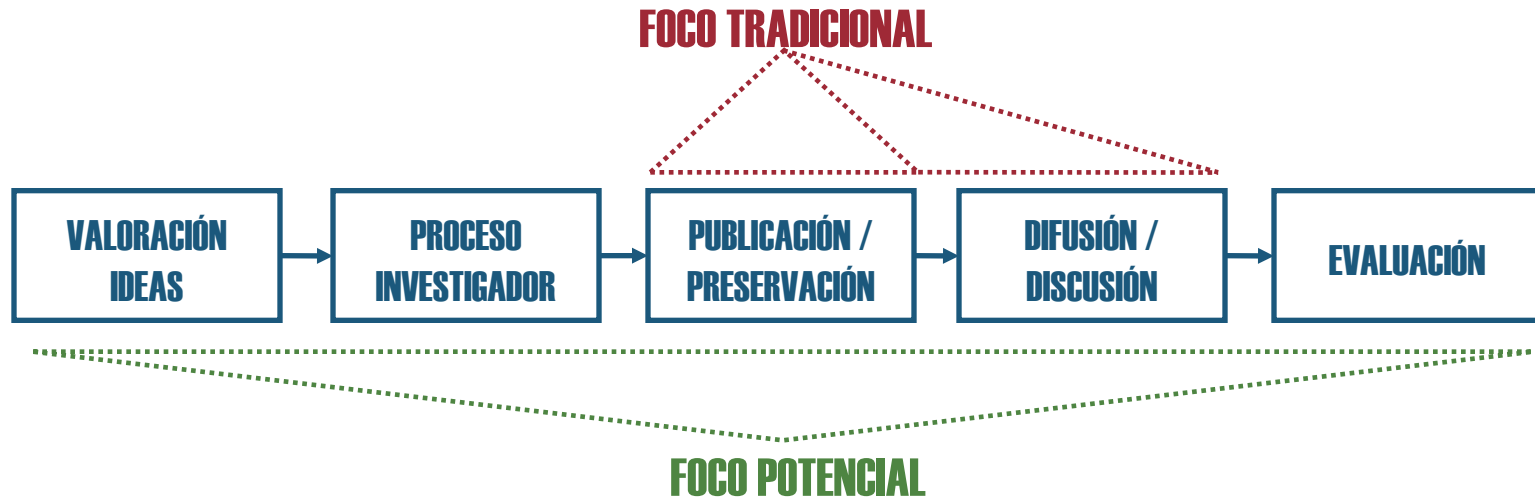 FOCO TRADICIONAL
VALORACIÓN
IDEAS
PROCESO
INVESTIGADOR
PUBLICACIÓN /
PRESERVACIÓN
DIFUSIÓN /
DISCUSIÓN
EVALUACIÓN
FOCO POTENCIAL